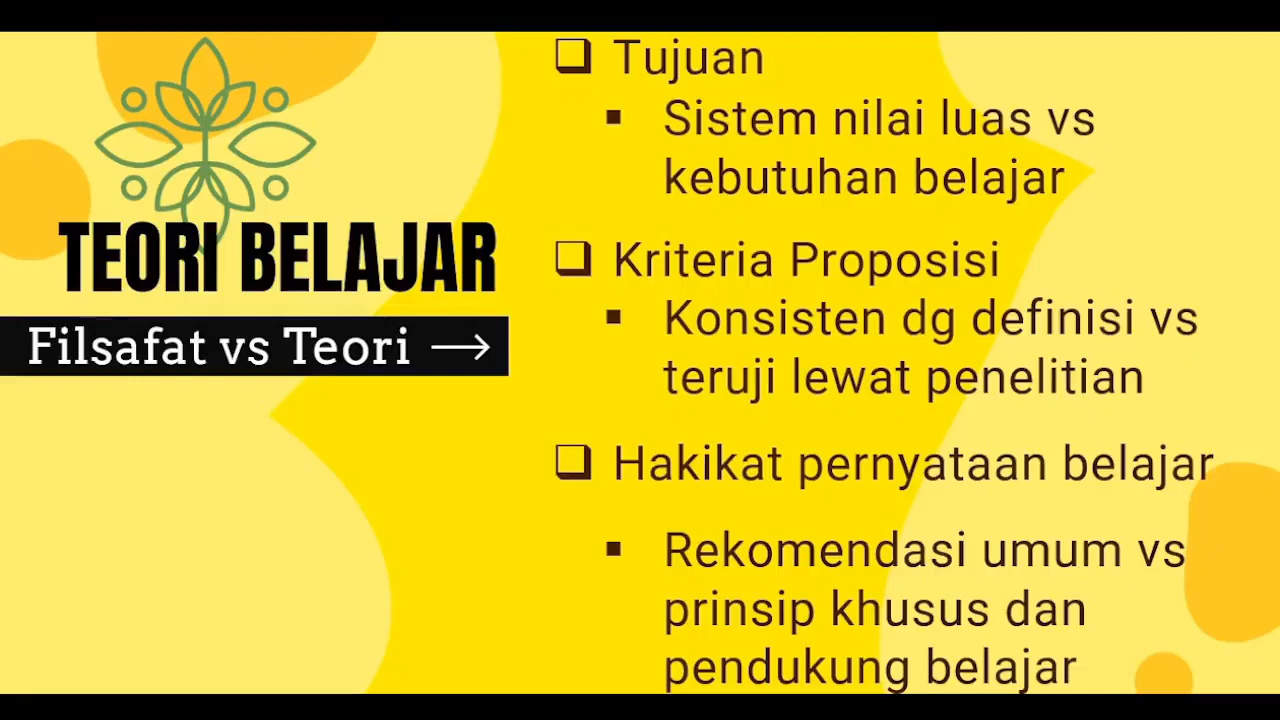 TEORI BELAJAR
Filsafat vs Teori →
❑ Tujuan
▪ Sistem nilai luas vs
kebutuhan belajar
❑ Kriteria Proposisi
▪ Konsisten dg definisi vs
teruji lewat penelitian
❑ Hakikat pernyataan belajar
▪ Rekomendasi umum vs
prinsip khusus dan
pendukung belajar